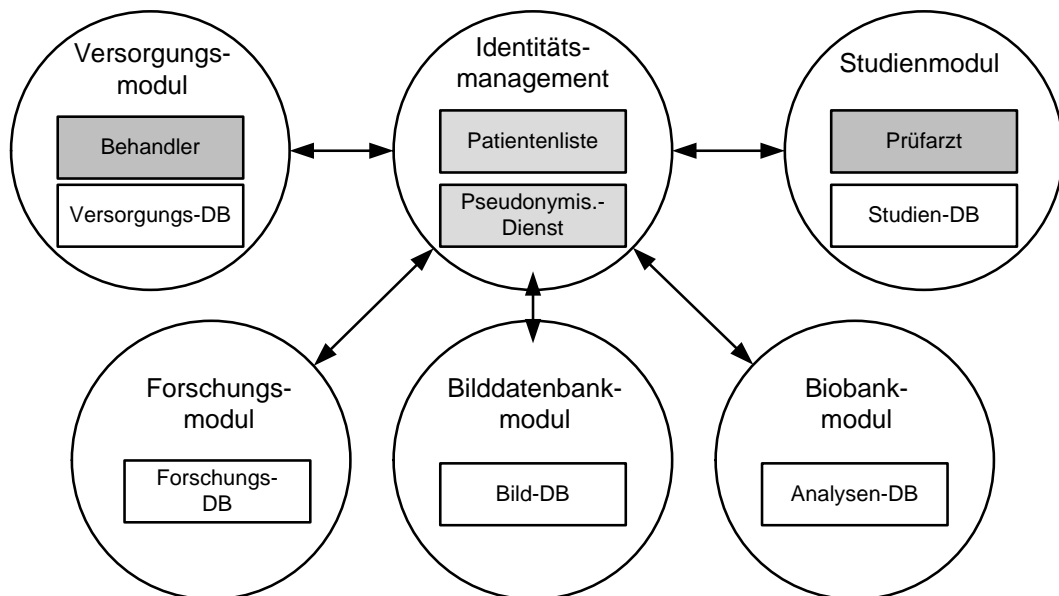 Versorgungs-
modul
Behandler
Versorgungs-DB
Identitäts-
management
Patientenliste
Pseudonymis.-
Dienst
Studienmodul
Prüfarzt
Studien-DB
Forschungs-
modul
Forschungs-
DB
Bilddatenbank-
modul
Bild-DB
Biobank-
modul
Analysen-DB